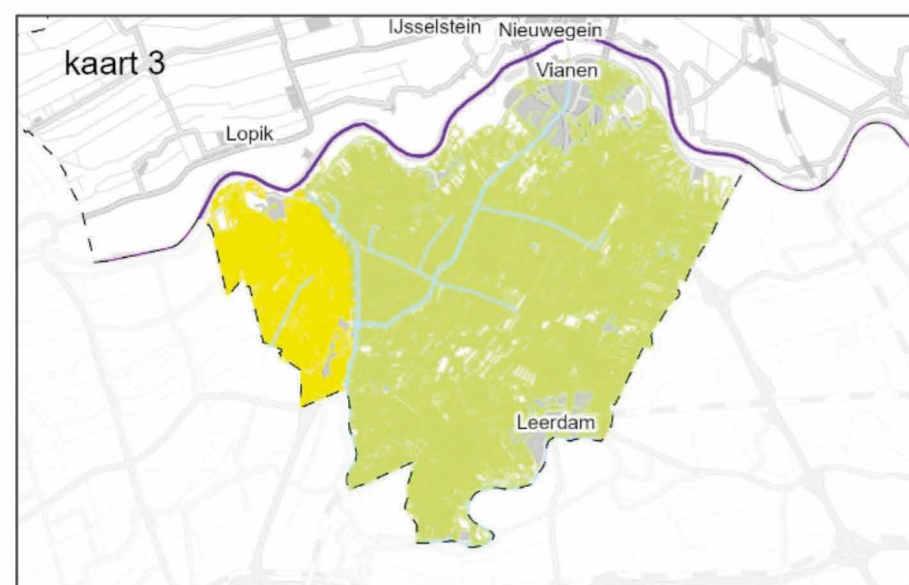 IJsselstein
Nieuwegein
kaart 3
Vianen
Lopik
Leerdam